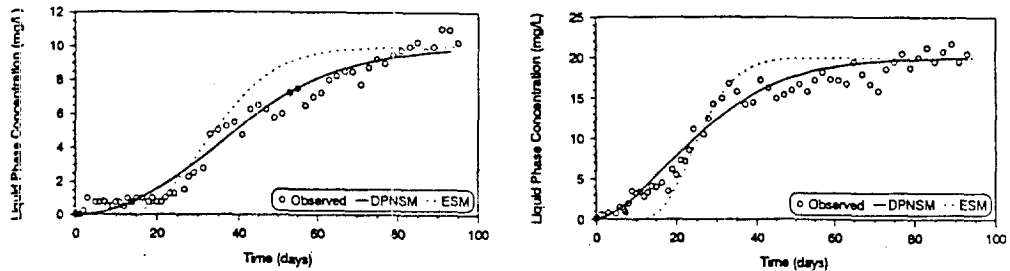 Liquid Phase Concentration (mg/L)
12
10
8
6
4
2
0
0 20 40 60 80 100
Time (days)
Observed DPNSM ESM
Liquid Phase Concentration (mg/L)
25
20
15
10
5
0
0 20 40 60 80 100
Time (days)
Observed DPNSM ESM